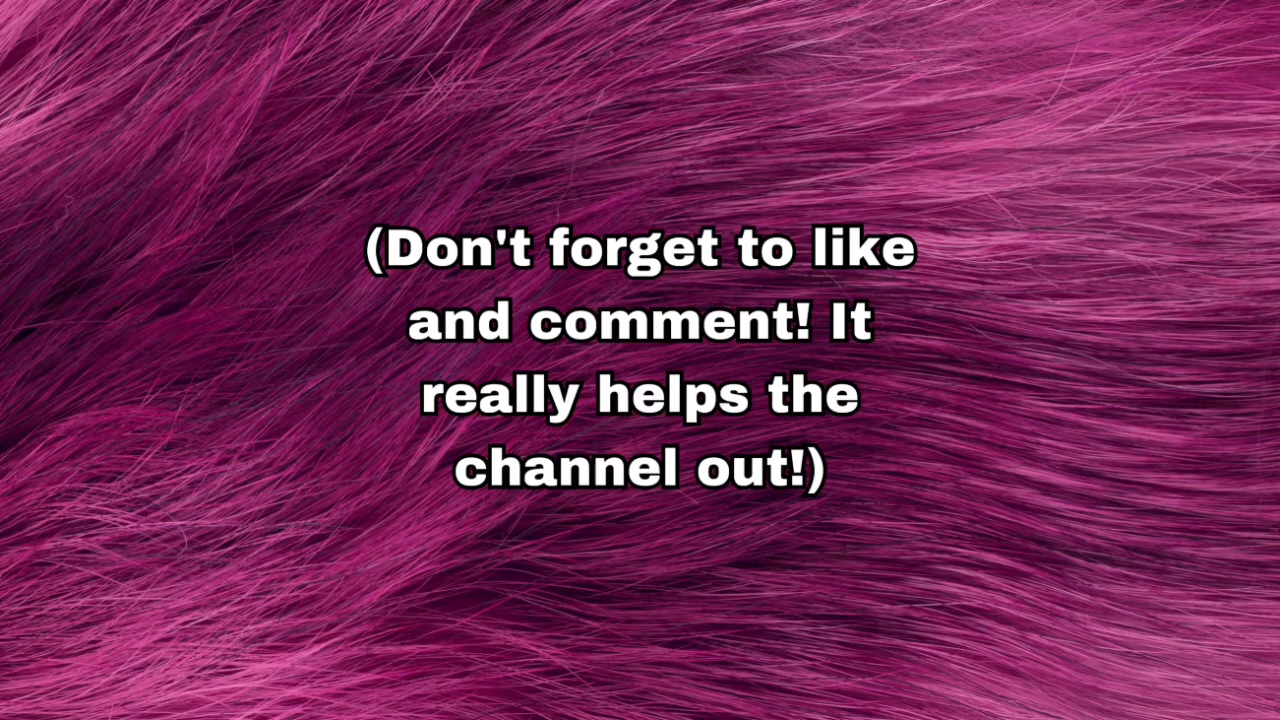 (Don't forget to like
and comment! It
really helps the
channel out!)